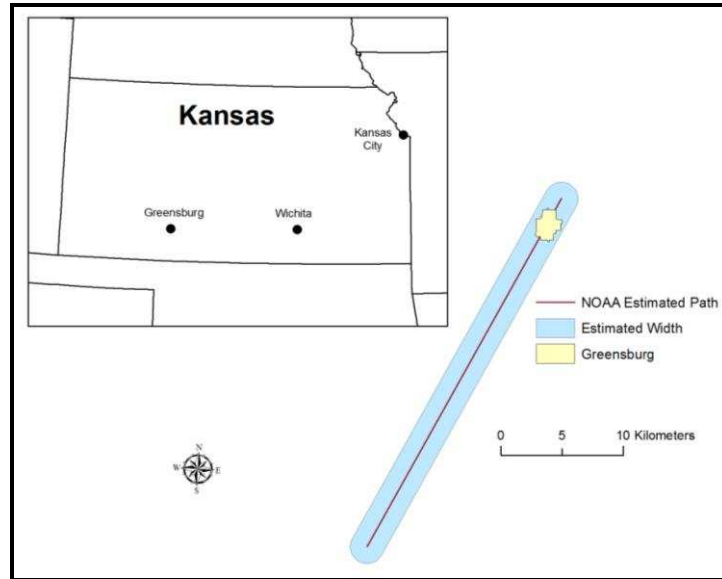 Kansas
Kansas
City
Greensburg
Wichita
NOAA Estimated Path
Estimated Width
Greensburg
0 5 10 Kilometers
N
W E
S